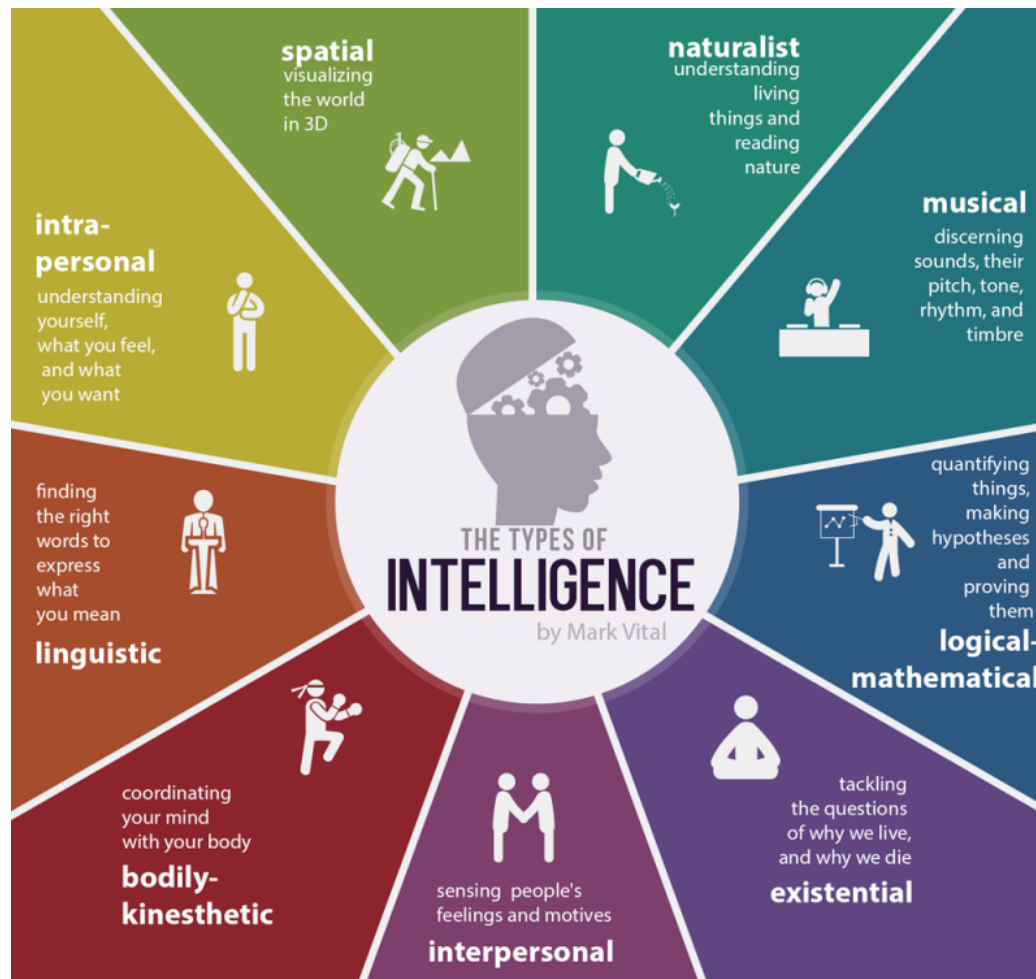 spatial
visualizing
the world
in 3D
naturalist
understanding
living
things and
reading
nature
musical
discerning
sounds, their
pitch, tone,
rhythm, and
timbre
quantifying
things,
making
hypotheses
and
proving
them
logical-
mathematical
tackling
the questions
of why we live,
and why we die
existential
sensing people's
feelings and motives
interpersonal
coordinating
your mind
with your body
bodily-
kinesthetic
finding
the right
words to
express
what
you mean
linguistic
intra-
personal
understanding
yourself,
what you feel,
and what
you want
THE TYPES OF
INTELLIGENCE
by Mark Vital